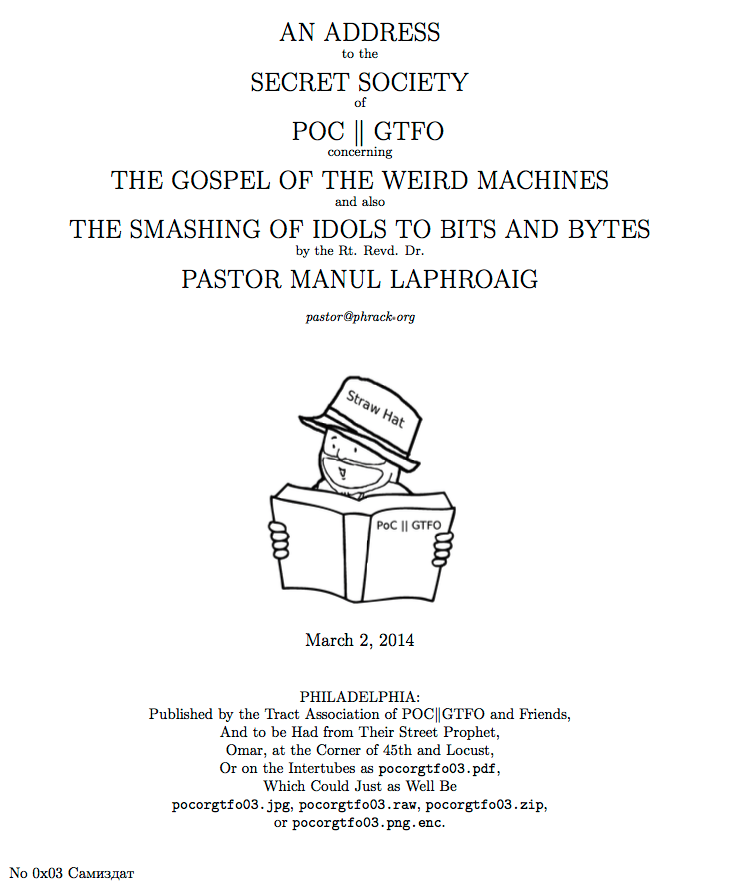 AN ADDRESS
to the
SECRET SOCIETY
of
POC || GTFO
concerning
THE GOSPEL OF THE WEIRD MACHINES
and also
THE SMASHING OF IDOLS TO BITS AND BYTES
by the Rt. Revd. Dr.
PASTOR MANUL LAPHROAIG
pastor@phrack.org
Straw Hat
PoC || GTFO
March 2, 2014
PHILADELPHIA:
Published by the Tract Association of POC||GTFO and Friends,
And to be Had from Their Street Prophet,
Omar, at the Corner of 45th and Locust,
Or on the Intertubes as pocorgtfo03.pdf,
Which Could Just as Well Be
pocorgtfo03.jpg, pocorgtfo03.raw, pocorgtfo03.zip,
or pocorgtfo03.png.enc.
No 0x03 Самиздат